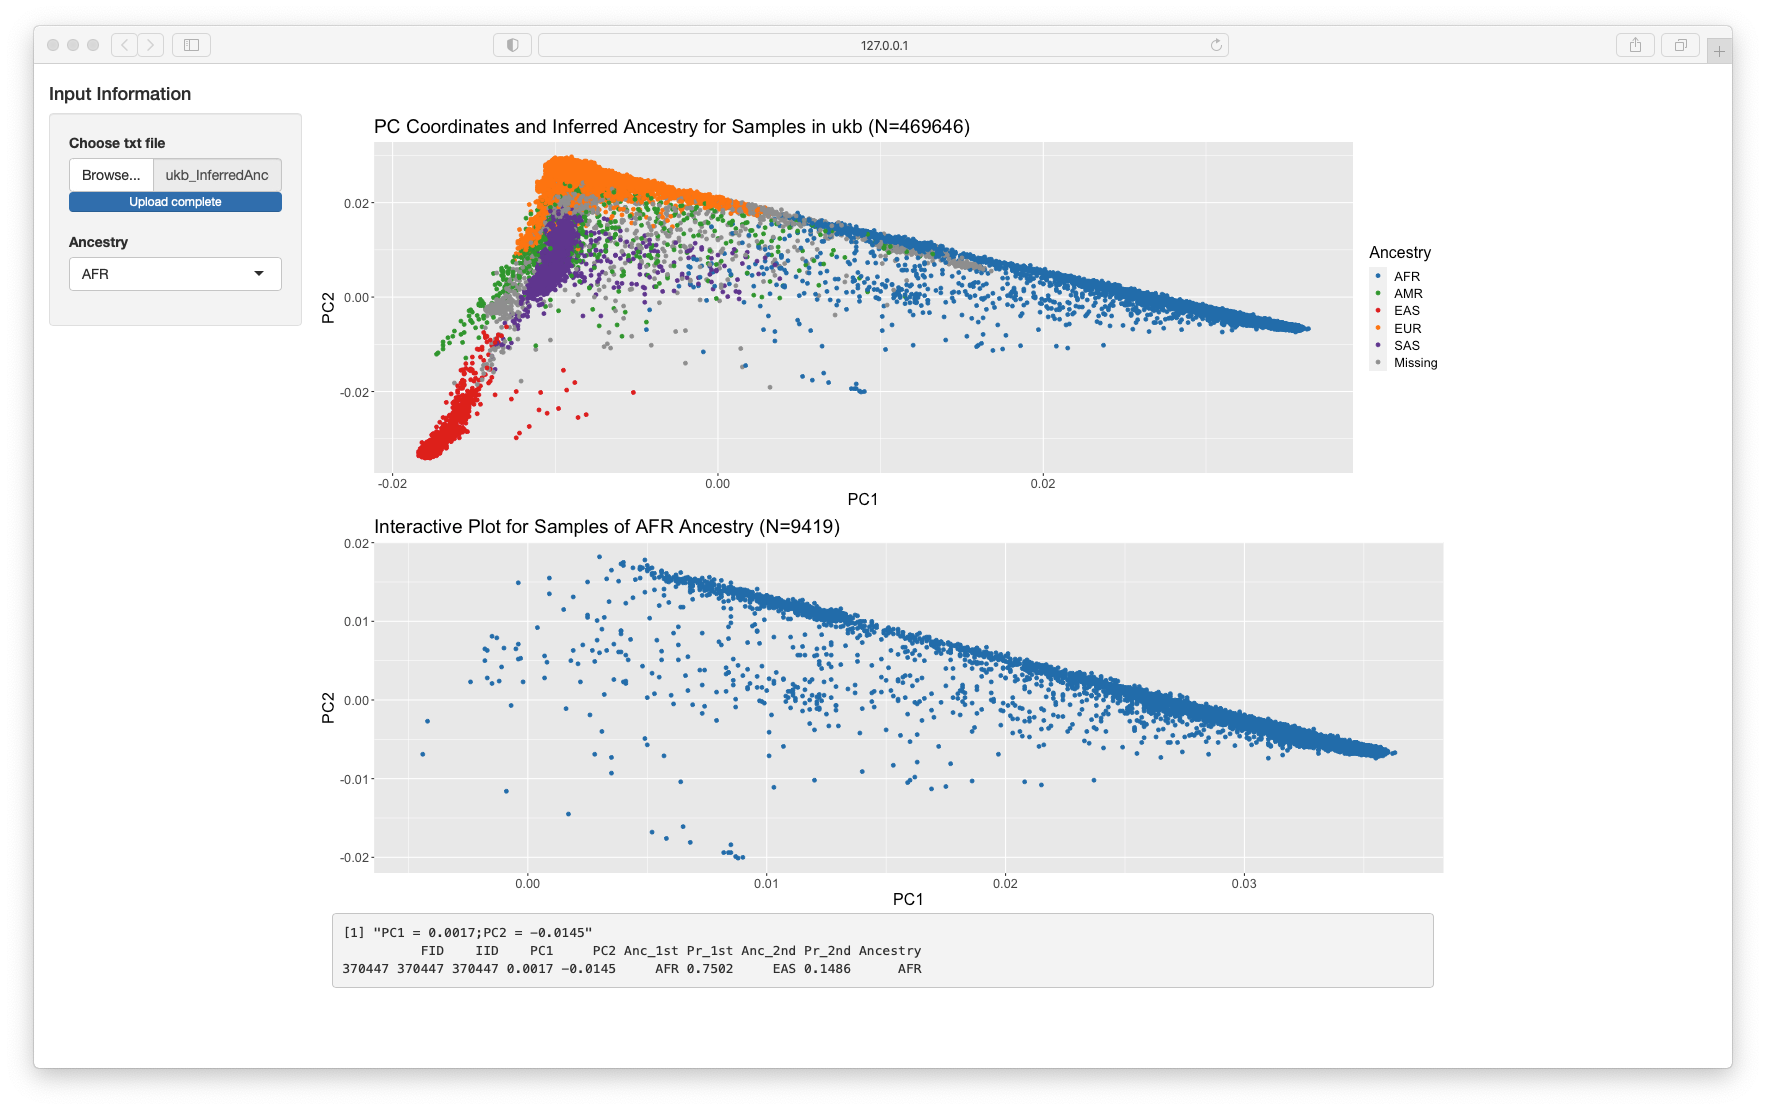 127.0.0.1
Input Information
Choose txt file
Browse... ukb_InferredAnc
Upload complete
Ancestry
AFR
PC Coordinates and Inferred Ancestry for Samples in ukb (N=469646)
0.02
0.00
-0.02
PC2
-0.02 0.00 0.02
PC1
Ancestry
AFR
AMR
EAS
EUR
SAS
Missing
Interactive Plot for Samples of AFR Ancestry (N=9419)
0.02
0.01
0.00
-0.01
-0.02
PC2
0.00 0.01 0.02 0.03
PC1
[1] "PC1 = 0.0017;PC2 = -0.0145"
FID IID PC1 PC2 Anc_1st Pr_1st Anc_2nd Pr_2nd Ancestry
370447 370447 370447 0.0017 -0.0145 AFR 0.7502 EAS 0.1486 AFR